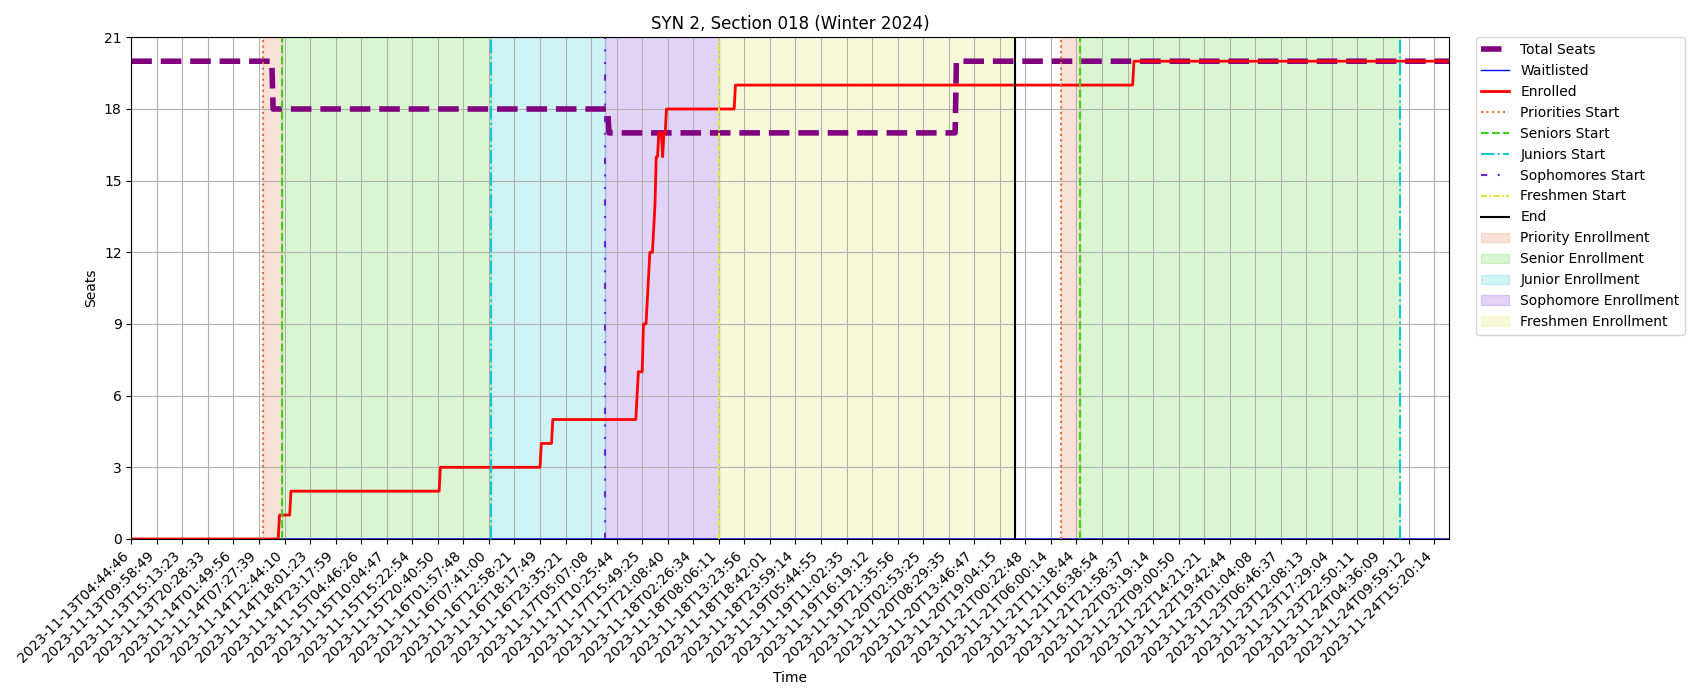 SYN 2, Section 018 (Winter 2024)
21
18
15
12
9
6
3
0
Seats
2023-11-13T04:44:46
2023-11-13T09:58:49
2023-11-13T15:13:23
2023-11-13T20:28:33
2023-11-14T01:49:56
2023-11-14T07:27:39
2023-11-14T12:44:10
2023-11-14T18:01:23
2023-11-14T23:17:59
2023-11-15T04:46:26
2023-11-15T10:04:47
2023-11-15T15:22:54
2023-11-15T20:40:50
2023-11-16T01:57:48
2023-11-16T07:41:00
2023-11-16T12:58:21
2023-11-16T18:17:49
2023-11-16T23:35:21
2023-11-17T05:07:08
2023-11-17T10:25:44
2023-11-17T15:49:25
2023-11-17T21:08:40
2023-11-18T02:26:34
2023-11-18T08:06:11
2023-11-18T13:23:56
2023-11-18T18:42:01
2023-11-18T23:59:14
2023-11-19T05:44:55
2023-11-19T11:02:35
2023-11-19T16:19:12
2023-11-19T21:35:56
2023-11-20T02:53:25
2023-11-20T08:29:35
2023-11-20T13:46:47
2023-11-20T19:04:15
2023-11-21T00:22:48
2023-11-21T06:00:14
2023-11-21T11:18:44
2023-11-21T16:38:54
2023-11-21T21:58:37
2023-11-22T03:19:14
2023-11-22T09:00:50
2023-11-22T14:21:21
2023-11-22T19:42:44
2023-11-23T01:04:08
2023-11-23T06:46:37
2023-11-23T12:08:13
2023-11-23T17:29:04
2023-11-23T22:50:11
2023-11-24T04:36:09
2023-11-24T09:59:12
2023-11-24T15:20:14
Time
Total Seats
Waitlisted
Enrolled
Priorities Start
Seniors Start
Juniors Start
Sophomores Start
Freshmen Start
End
Priority Enrollment
Senior Enrollment
Junior Enrollment
Sophomore Enrollment
Freshmen Enrollment